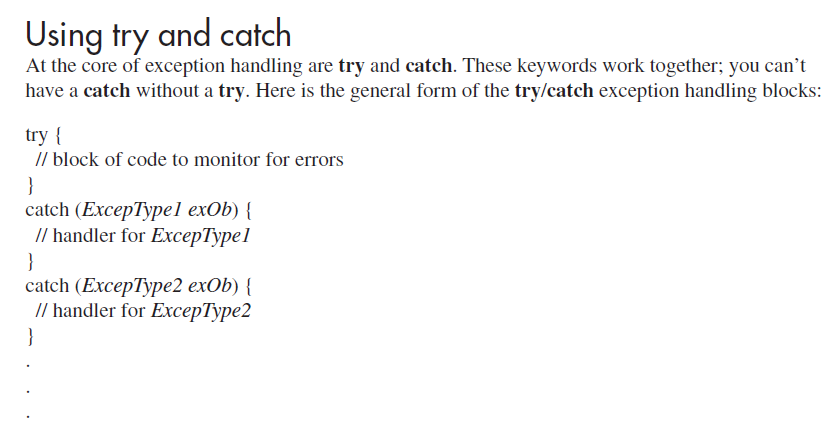 Using try and catch
At the core of exception handling are try and catch. These keywords work together; you can’t
have a catch without a try. Here is the general form of the try/catch exception handling blocks:
try {
// block of code to monitor for errors
}
catch (ExcepType1 exOb) {
// handler for ExcepType1
}
catch (ExcepType2 exOb) {
// handler for ExcepType2
}
.
.
.